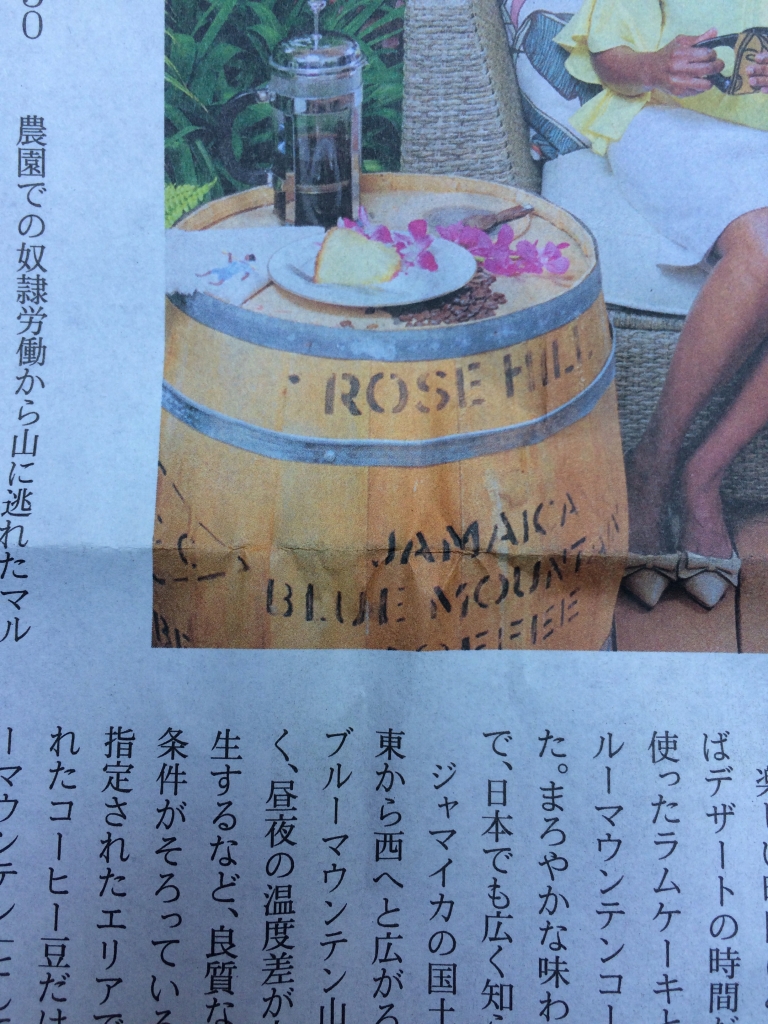 ROSE HILL
JAMAICA
BLUE MOUNTAIN
COFFEE
農園での奴隷労働から山に逃れたマル
ばデザートの時間が
使ったラムケーキと
ルーマウンテンコー
た。まろやかな味わ
で、日本でも広く知ら
ジャマイカの国土
東から西へと広がる
ブルーマウンテン山
く、昼夜の温度差が
生するなど、良質な
条件がそろっている
指定されたエリアで
れたコーヒー豆だけ
ーマウンテン